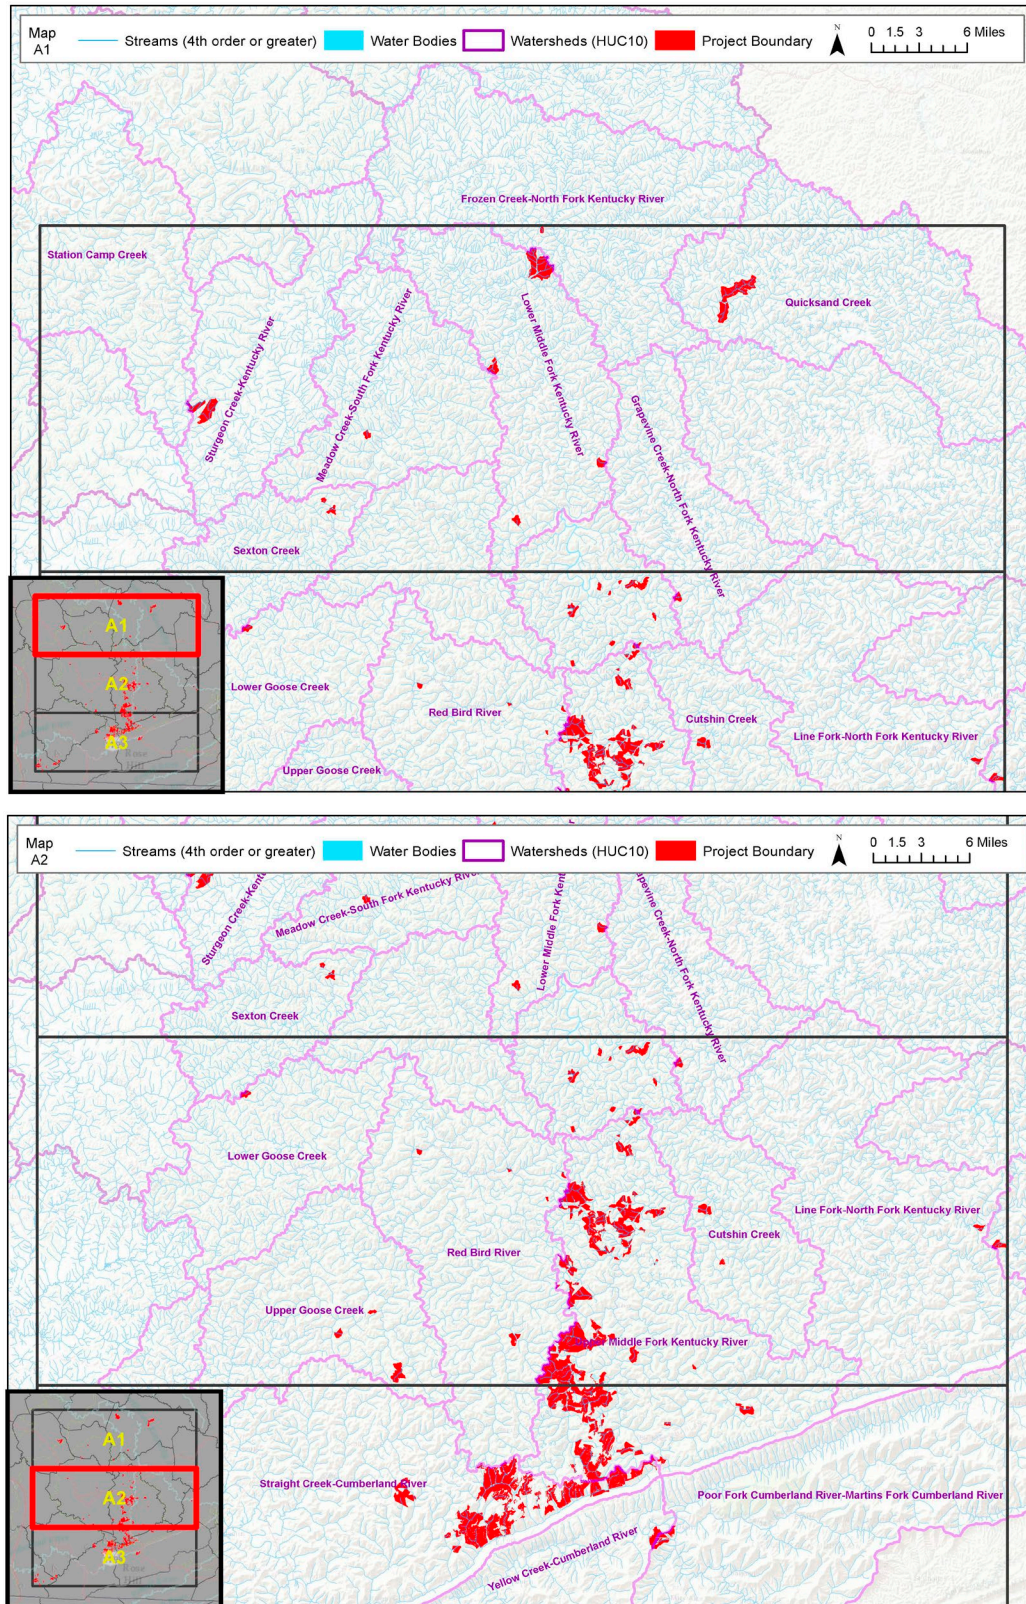 Map A1
Streams (4th order or greater)
Water Bodies
Watersheds (HUC10)
Project Boundary
N
0 1.5 3 6 Miles
Frozen Creek-North Fork Kentucky River
Station Camp Creek
Quicksand Creek
Sturgeon Creek-Kentucky River
Meadow Creek-South Fork Kentucky River
Lower Middle Fork Kentucky River
Grapevine Creek-North Fork Kentucky River
Sexton Creek
Lower Goose Creek
Red Bird River
Cutshin Creek
Line Fork-North Fork Kentucky River
Upper Goose Creek
A1
A2
A3
Map A2
Streams (4th order or greater)
Water Bodies
Watersheds (HUC10)
Project Boundary
N
0 1.5 3 6 Miles
Sturgeon Creek-Kentu
Meadow Creek-South Fork Kentucky River
Lower Middle Fork Kent
Grapevine Creek-North Fork Kentucky River
Sexton Creek
Lower Goose Creek
Line Fork-North Fork Kentucky River
Cutshin Creek
Red Bird River
Upper Goose Creek
Middle Fork Kentucky River
Straight Creek-Cumberland River
Poor Fork Cumberland River-Martins Fork Cumberland River
Yellow Creek-Cumberland River
A1
A2
A3